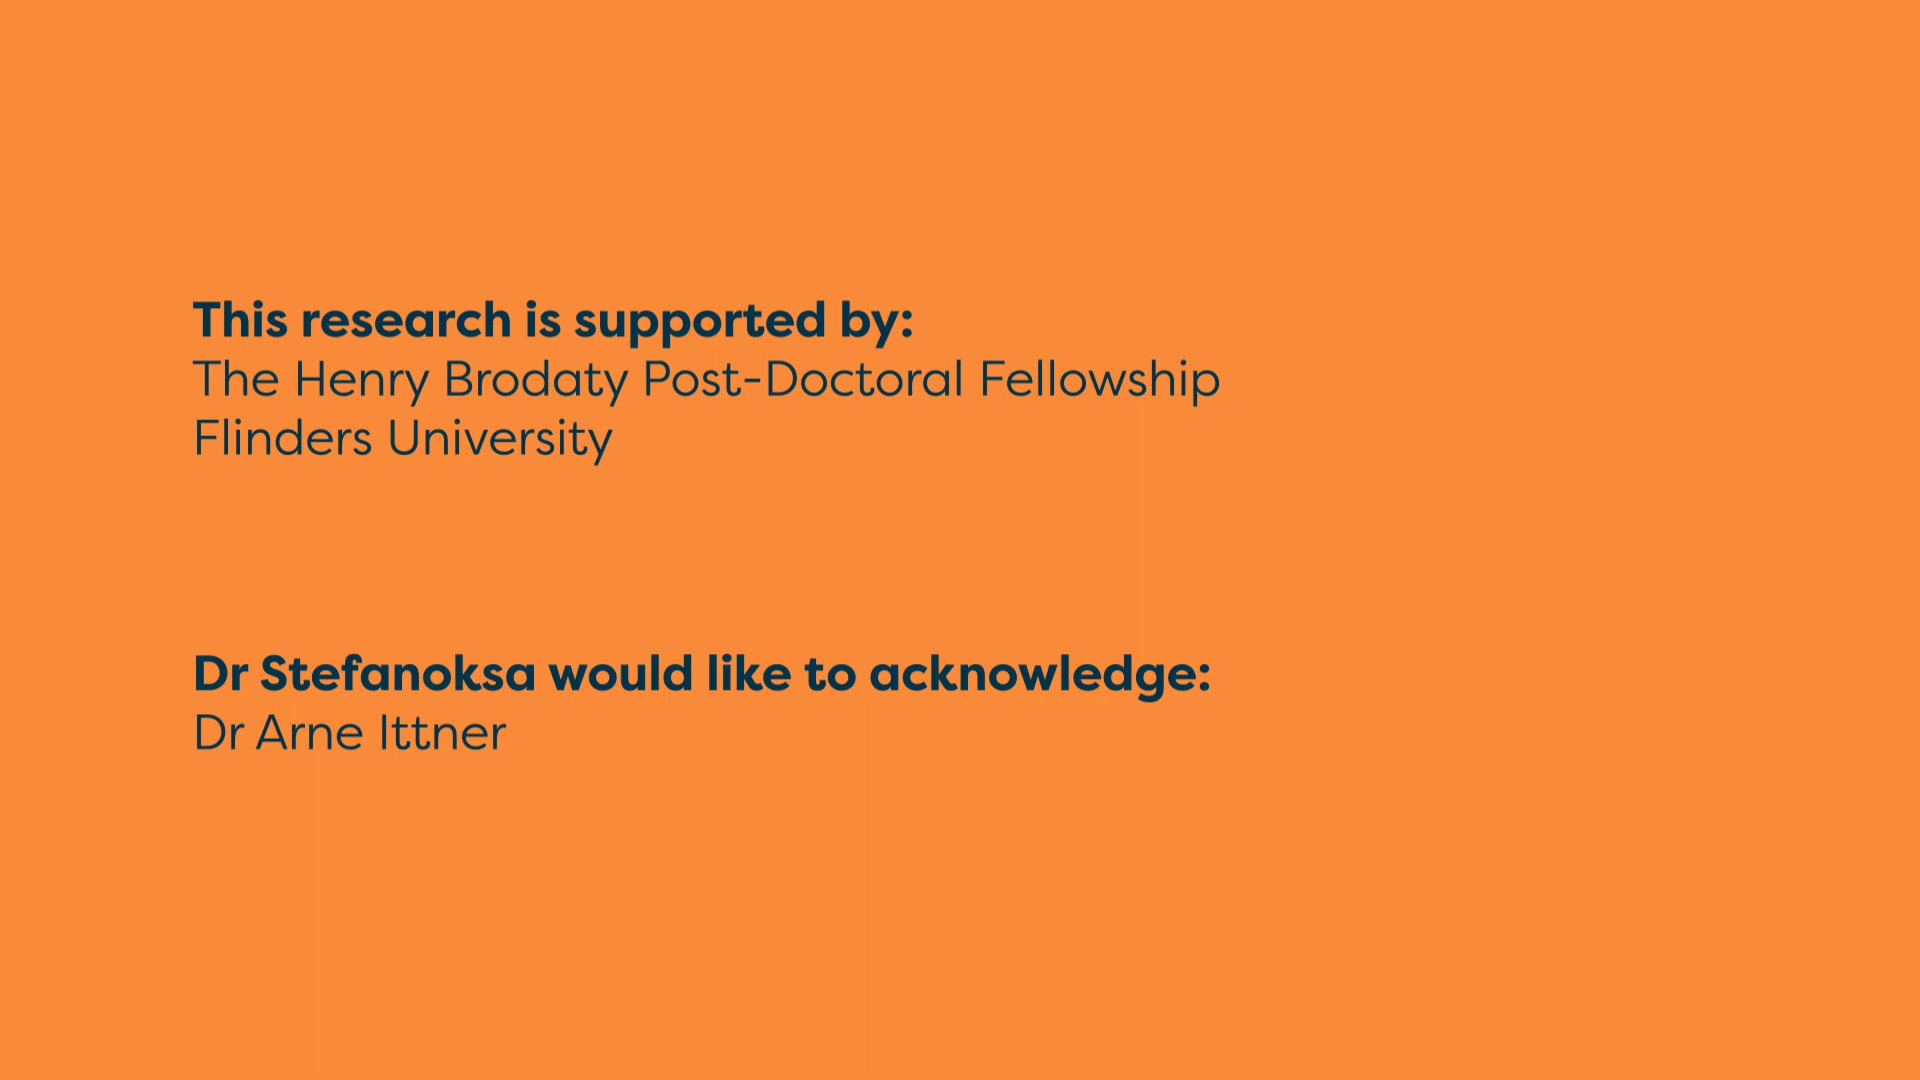 This research is supported by:
The Henry Brodaty Post-Doctoral Fellowship
Flinders University
Dr Stefanoksa would like to acknowledge:
Dr Arne Ittner